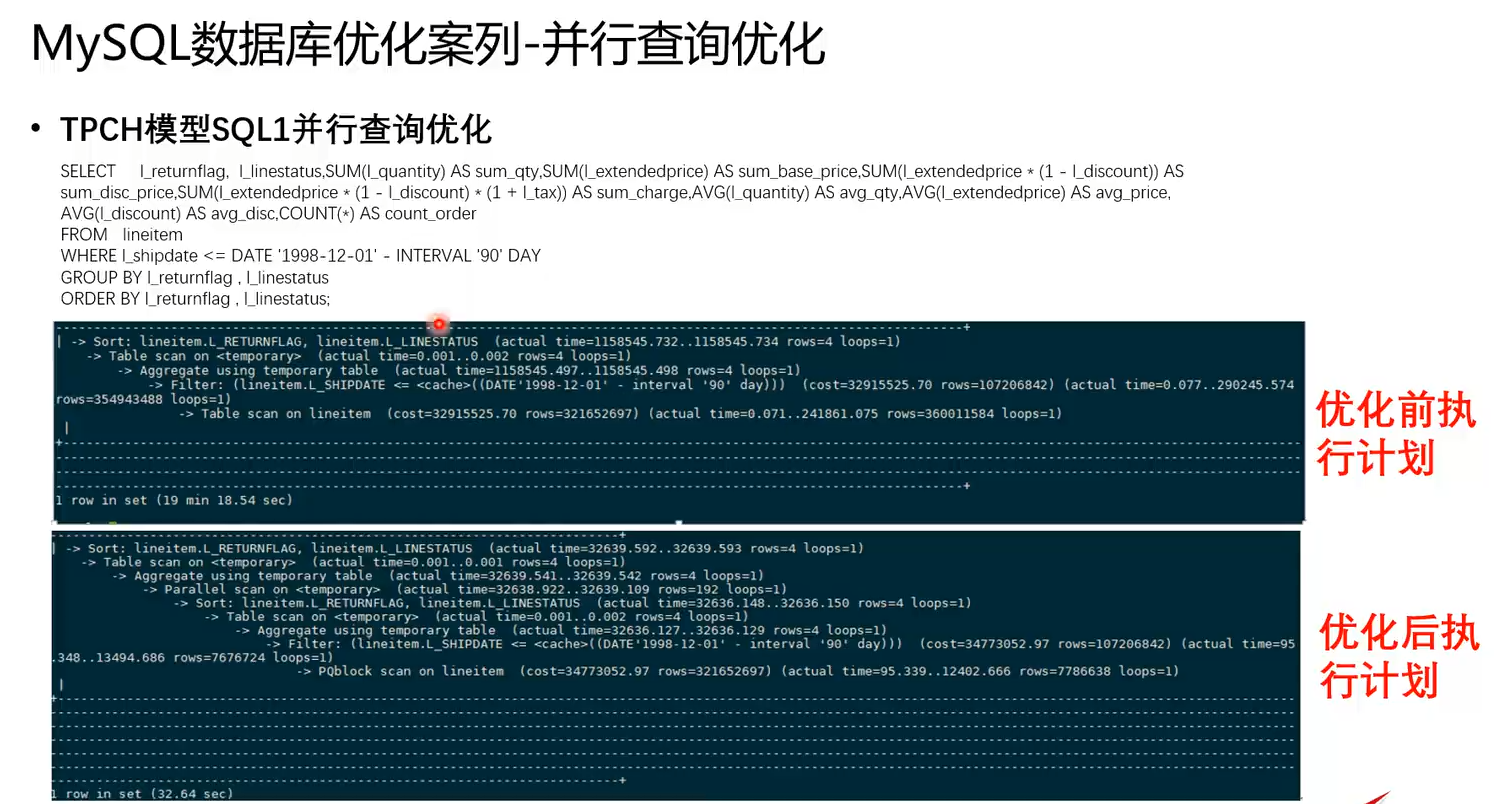 MySQL数据库优化案列-并行查询优化
• TPCH模型SQL1并行查询优化
SELECT l_returnflag, l_linestatus,SUM(l_quantity) AS sum_qty,SUM(l_extendedprice) AS sum_base_price,SUM(l_extendedprice * (1 - l_discount)) AS
sum_disc_price,SUM(l_extendedprice * (1 - l_discount) * (1 + l_tax)) AS sum_charge,AVG(l_quantity) AS avg_qty,AVG(l_extendedprice) AS avg_price,
AVG(l_discount) AS avg_disc,COUNT(*) AS count_order
FROM lineitem
WHERE l_shipdate <= DATE '1998-12-01' - INTERVAL '90' DAY
GROUP BY l_returnflag , l_linestatus
ORDER BY l_returnflag , l_linestatus;
| -> Sort: lineitem.L_RETURNFLAG, lineitem.L_LINESTATUS (actual time=1158545.732..1158545.734 rows=4 loops=1)
-> Table scan on <temporary> (actual time=0.001..0.002 rows=4 loops=1)
-> Aggregate using temporary table (actual time=1158545.497..1158545.498 rows=4 loops=1)
-> Filter: (lineitem.L_SHIPDATE <= <cache>((DATE'1998-12-01' - interval '90' day))) (cost=32915525.70 rows=107206842) (actual time=0.077..290245.574
rows=354943488 loops=1)
-> Table scan on lineitem (cost=32915525.70 rows=321652697) (actual time=0.071..241861.075 rows=360011584 loops=1)
|
1 row in set (19 min 18.54 sec)
优化前执
行计划
| -> Sort: lineitem.L_RETURNFLAG, lineitem.L_LINESTATUS (actual time=32639.592..32639.593 rows=4 loops=1)
-> Table scan on <temporary> (actual time=0.001..0.001 rows=4 loops=1)
-> Aggregate using temporary table (actual time=32639.541..32639.542 rows=4 loops=1)
-> Parallel scan on <temporary> (actual time=32638.922..32639.109 rows=192 loops=1)
-> Sort: lineitem.L_RETURNFLAG, lineitem.L_LINESTATUS (actual time=32636.148..32636.150 rows=4 loops=1)
-> Table scan on <temporary> (actual time=0.001..0.002 rows=4 loops=1)
-> Aggregate using temporary table (actual time=32636.127..32636.129 rows=4 loops=1)
-> Filter: (lineitem.L_SHIPDATE <= <cache>((DATE'1998-12-01' - interval '90' day))) (cost=34773052.97 rows=107206842) (actual time=95
.348..13494.686 rows=7676724 loops=1)
-> PQblock scan on lineitem (cost=34773052.97 rows=321652697) (actual time=95.339..12402.666 rows=7786638 loops=1)
|
1 row in set (32.64 sec)
优化后执
行计划